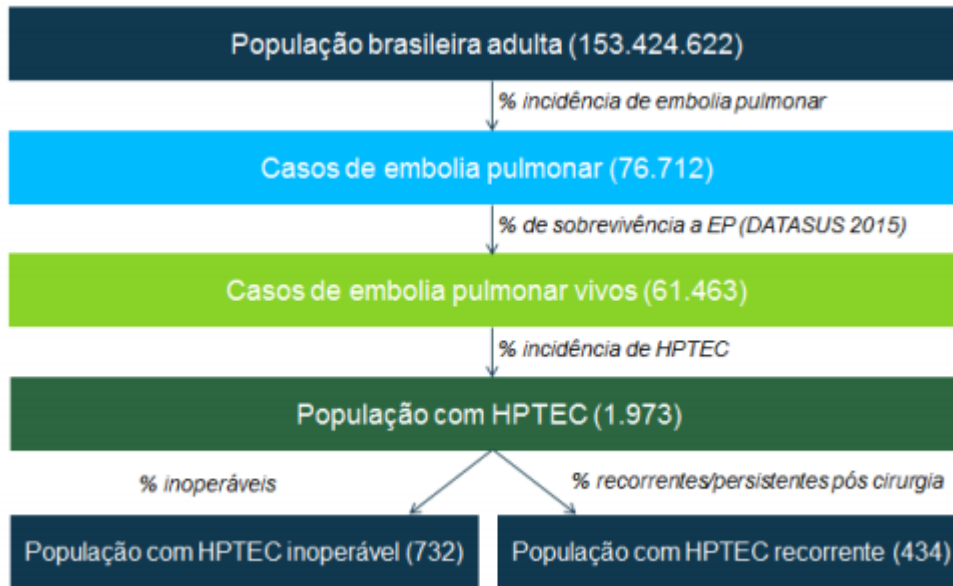 População brasileira adulta (153.424.622)
% incidência de embolia pulmonar
Casos de embolia pulmonar (76.712)
% de sobrevivência a EP (DATASUS 2015)
Casos de embolia pulmonar vivos (61.463)
% incidência de HPTEC
População com HPTEC (1.973)
% inoperáveis
% recorrentes/persistentes pós cirurgia
População com HPTEC inoperável (732)
População com HPTEC recorrente (434)